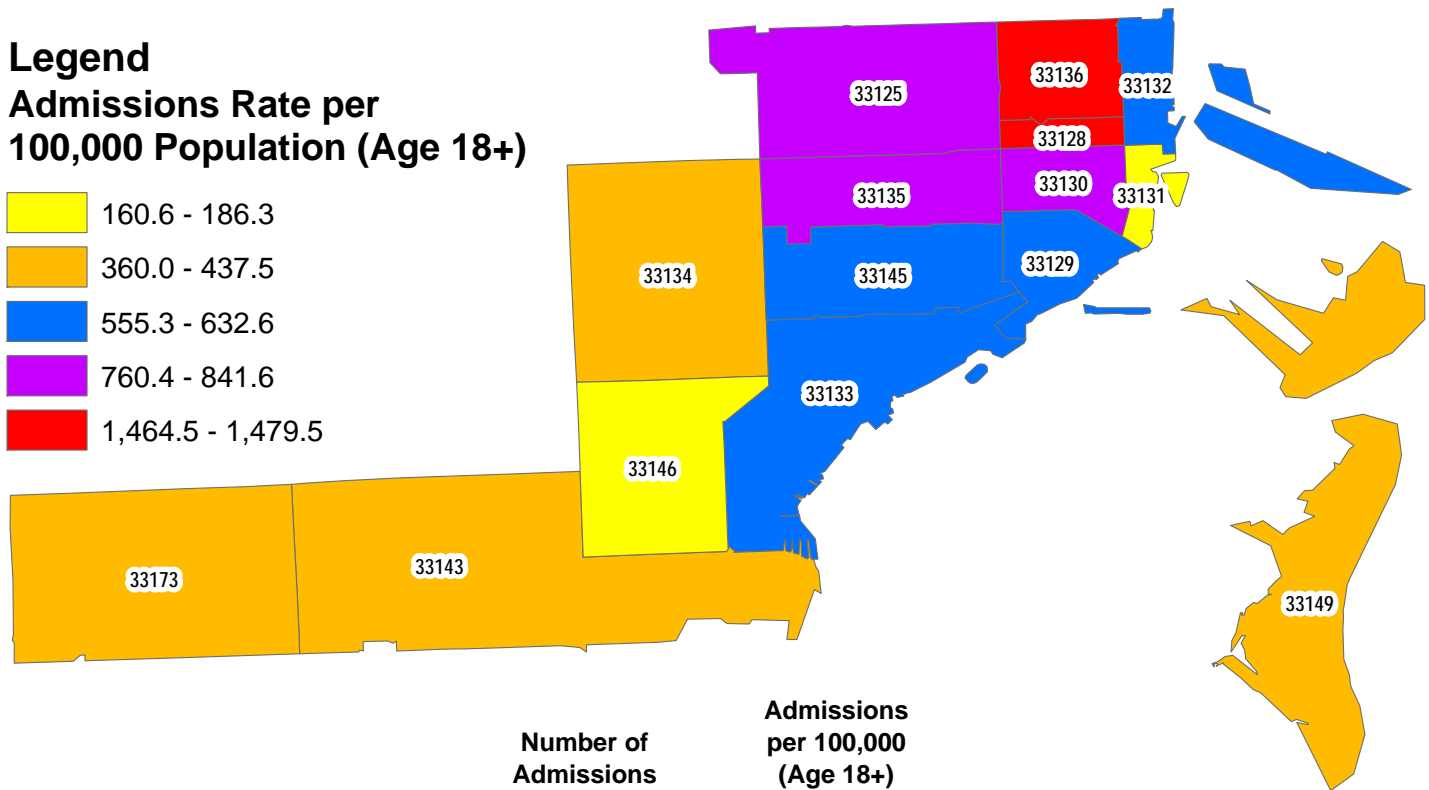 Legend
Admissions Rate per
100,000 Population (Age 18+)
160.6 - 186.3
360.0 - 437.5
555.3 - 632.6
760.4 - 841.6
1,464.5 - 1,479.5
33136
33132
33125
33128
33130
33135
33131
33129
33145
33134
33133
33146
33143
33173
33149
Number of
Admissions
Admissions
per 100,000
(Age 18+)